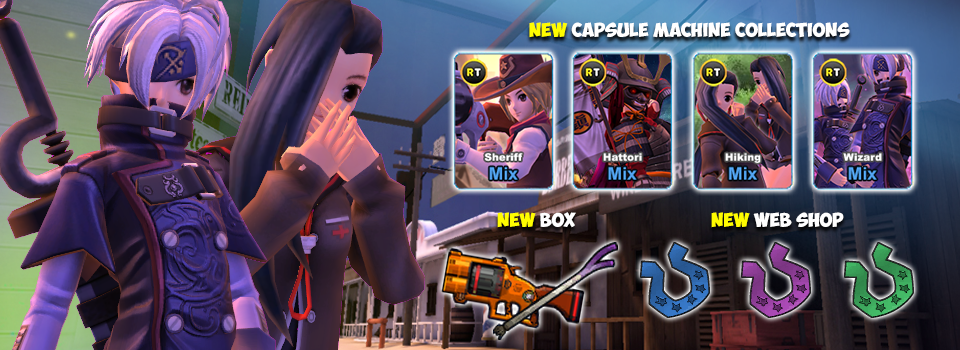 NEW CAPSULE MACHINE COLLECTIONS
RT
Sheriff
Mix
RT
Hattori
Mix
RT
Hiking
Mix
RT
Wizard
Mix
NEW BOX
NEW WEB SHOP